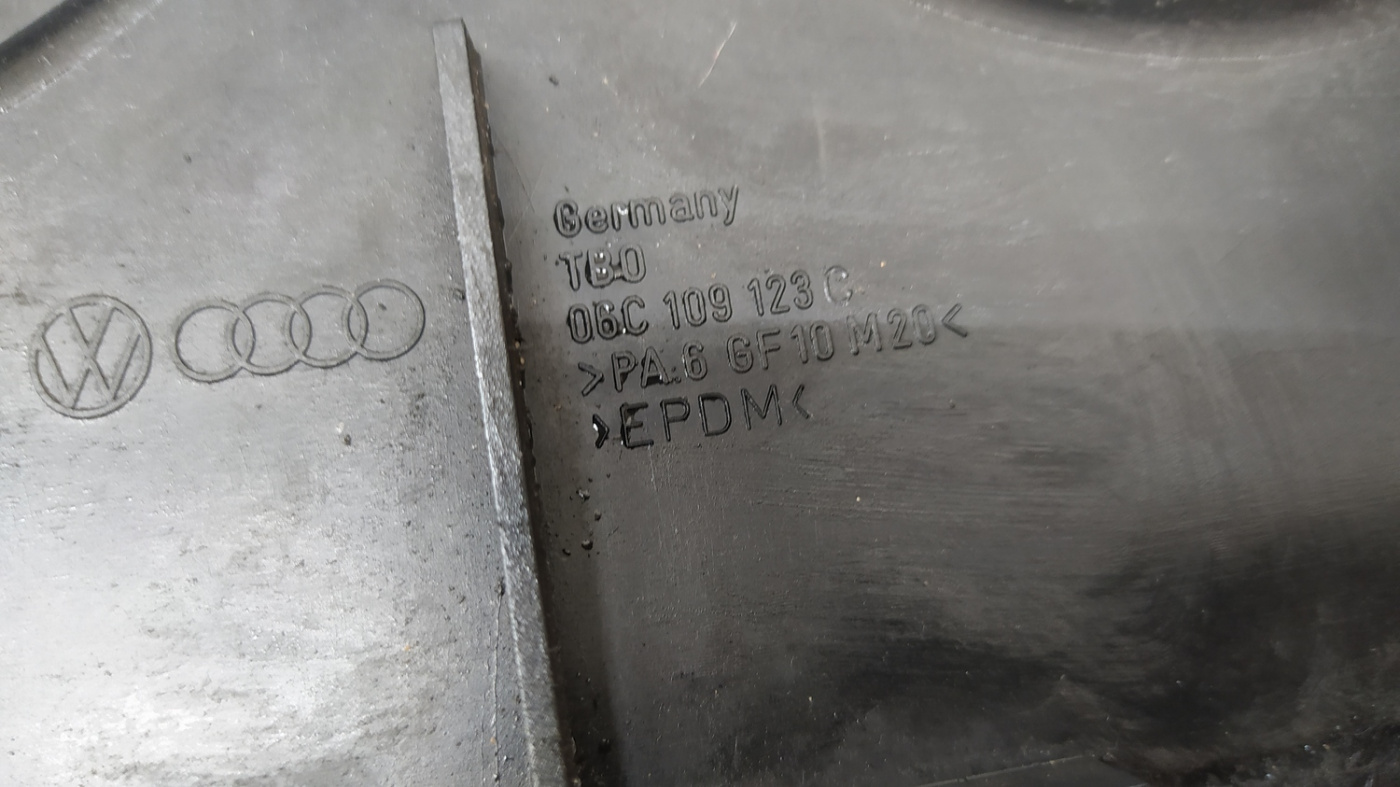 Germany
TBO
06C 109 123 C
>PA.6 GF10 M20<
>EPDM<